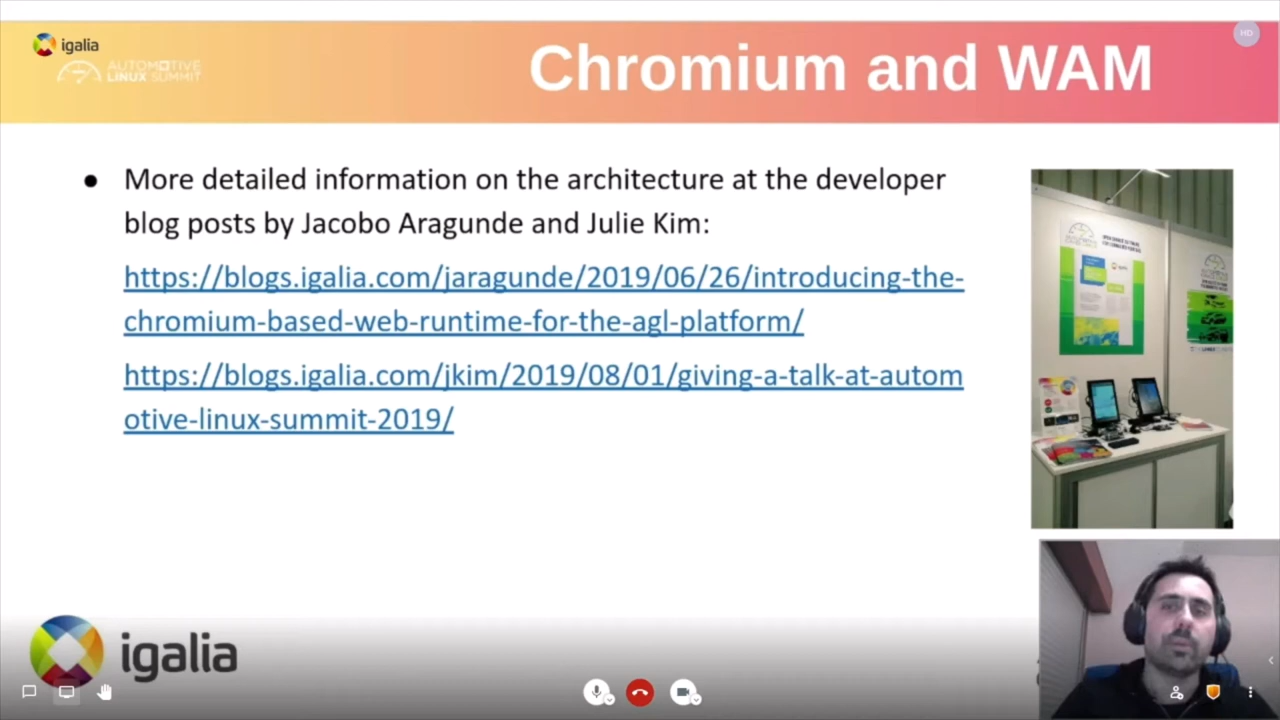 igalia
AUTOMOTIVE
LINUX SUMMIT
Chromium and WAM
HD
More detailed information on the architecture at the developer
blog posts by Jacobo Aragunde and Julie Kim:
https://blogs.igalia.com/jaragunde/2019/06/26/introducing-the-
chromium-based-web-runtime-for-the-agl-platform/
https://blogs.igalia.com/jkim/2019/08/01/giving-a-talk-at-autom
otive-linux-summit-2019/
igalia